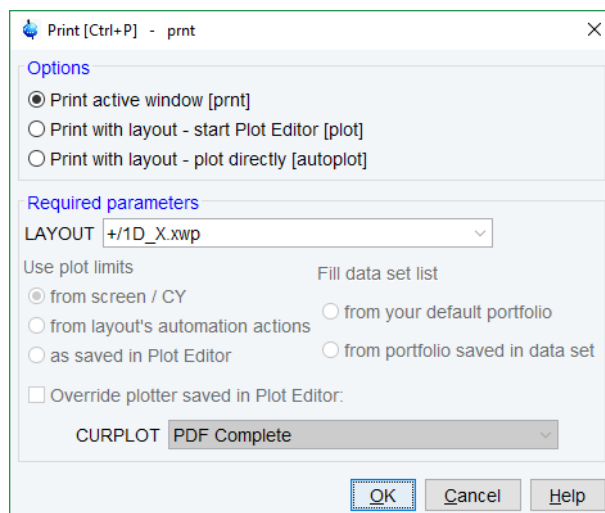 Print [Ctrl+P] - prnt
Options
Print active window [prnt]
Print with layout - start Plot Editor [plot]
Print with layout - plot directly [autoplot]
Required parameters
LAYOUT +/1D_X.xwp
Use plot limits
Fill data set list
from screen / CY
from your default portfolio
from layout's automation actions
from portfolio saved in data set
as saved in Plot Editor
Override plotter saved in Plot Editor:
CURPLOT PDF Complete
OK Cancel Help